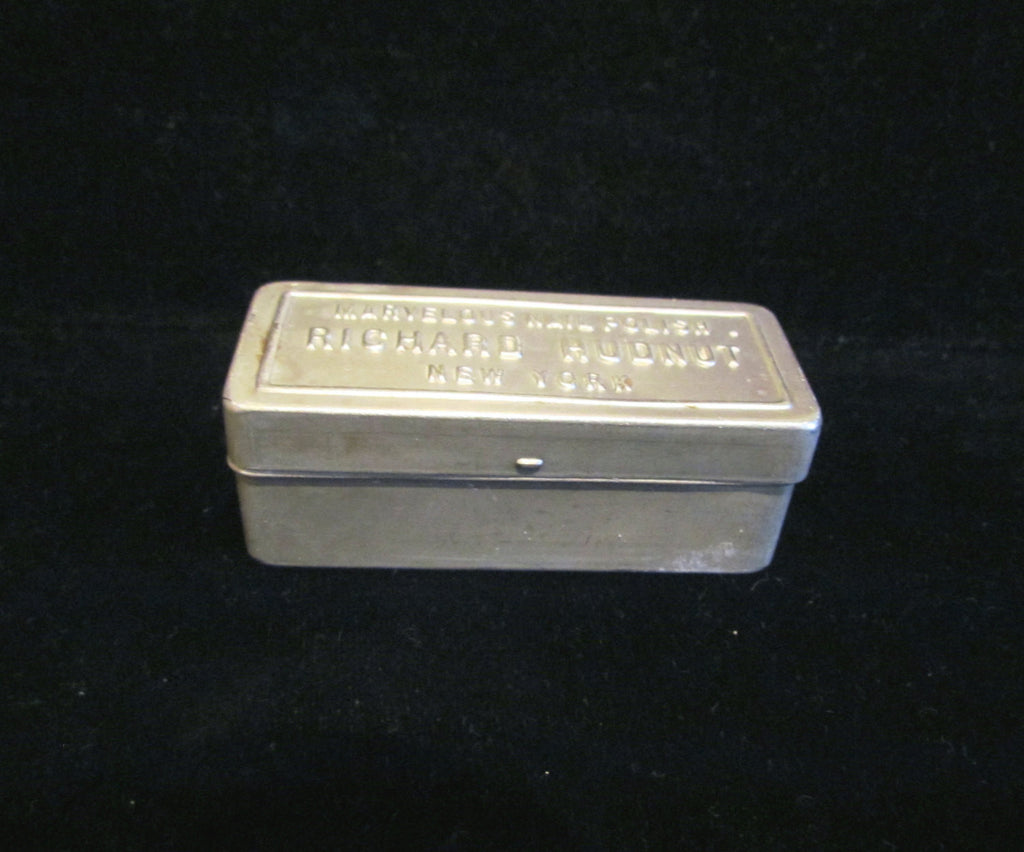 MARVELOUS NAIL POLISH
RICHARD HUDNUT
NEW YORK